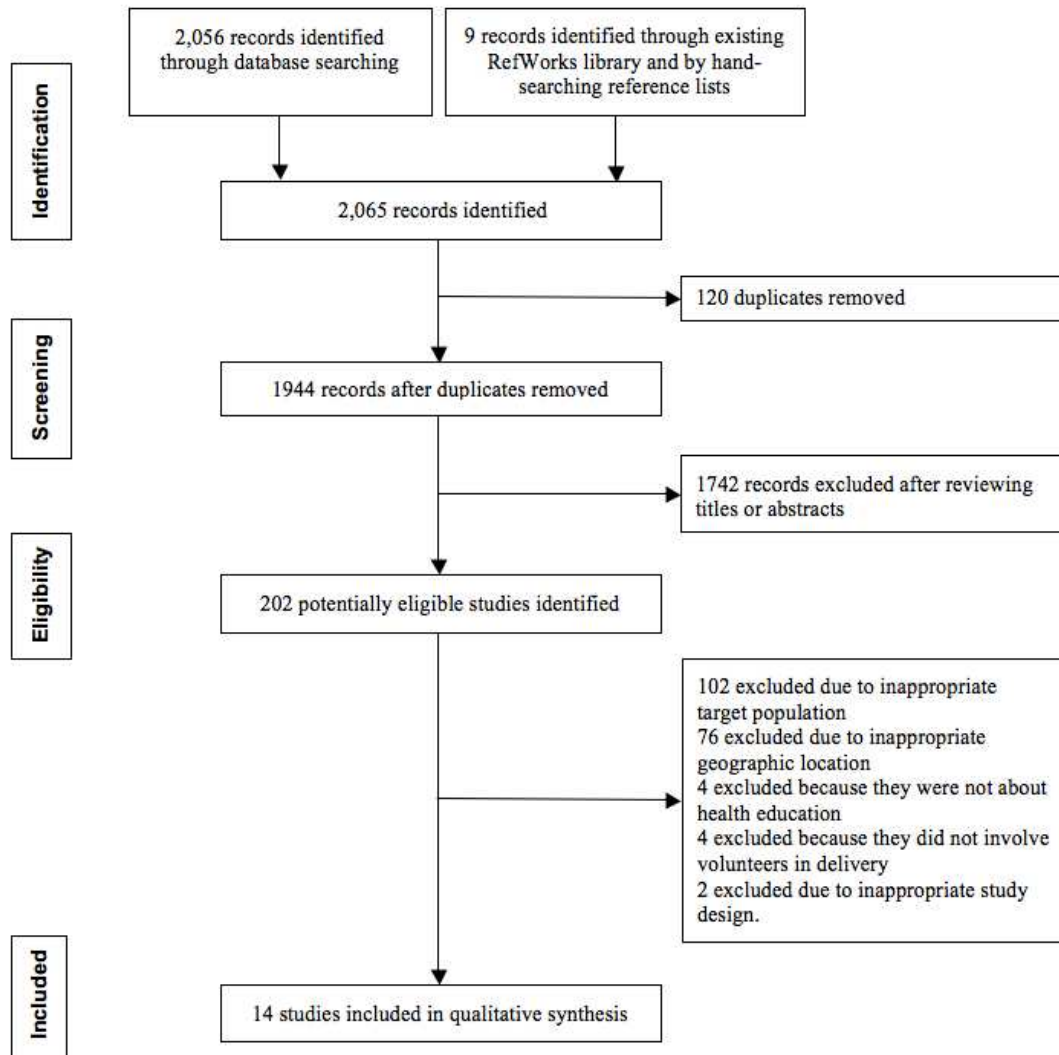 2,056 records identified
through database searching
9 records identified through existing
RefWorks library and by hand-
searching reference lists
Identification
2,065 records identified
120 duplicates removed
Screening
1944 records after duplicates removed
1742 records excluded after reviewing
titles or abstracts
Eligibility
202 potentially eligible studies identified
102 excluded due to inappropriate
target population
76 excluded due to inappropriate
geographic location
4 excluded because they were not about
health education
4 excluded because they did not involve
volunteers in delivery
2 excluded due to inappropriate study
design.
Included
14 studies included in qualitative synthesis